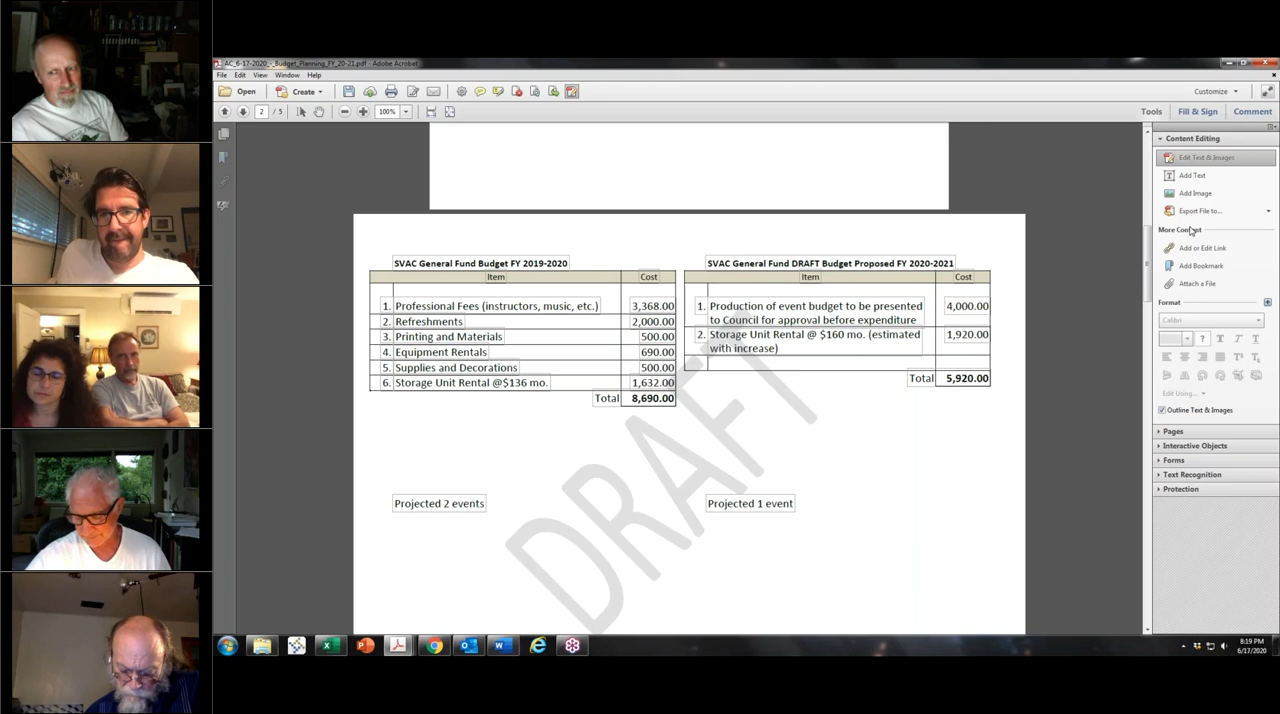 AC_6-17-2020_-_Budget_Planning_FY_20-21.pdf - Adobe Acrobat
File Edit View Window Help
Open Create Customize
2 / 5 100% Tools Fill & Sign Comment
Content Editing
Edit Text & Images
Add Text
Add Image
Export File to...
More Content
Add or Edit Link
Add Bookmark
Attach a File
Format
Calibri
Edit Using...
Outline Text & Images
Pages
Interactive Objects
Forms
Text Recognition
Protection
SVAC General Fund Budget FY 2019-2020
Item Cost
1. Professional Fees (instructors, music, etc.) 3,368.00
2. Refreshments 2,000.00
3. Printing and Materials 500.00
4. Equipment Rentals 690.00
5. Supplies and Decorations 500.00
6. Storage Unit Rental @$136 mo. 1,632.00
Total 8,690.00
Projected 2 events
SVAC General Fund DRAFT Budget Proposed FY 2020-2021
Item Cost
1. Production of event budget to be presented 4,000.00
to Council for approval before expenditure
2. Storage Unit Rental @ $160 mo. (estimated 1,920.00
with increase)
Total 5,920.00
Projected 1 event
DRAFT
8:19 PM
6/17/2020